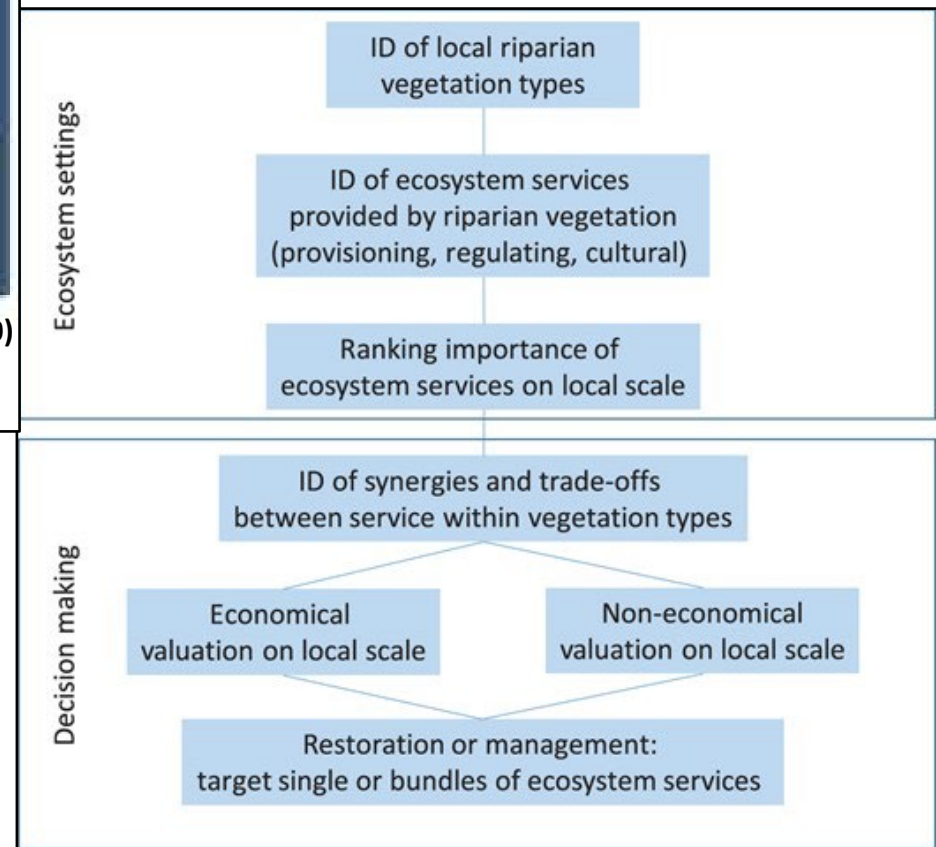 Ecosystem settings
ID of local riparian
vegetation types
ID of ecosystem services
provided by riparian vegetation
(provisioning, regulating, cultural)
Ranking importance of
ecosystem services on local scale
Decision making
ID of synergies and trade-offs
between service within vegetation types
Economical
valuation on local scale
Non-economical
valuation on local scale
Restoration or management:
target single or bundles of ecosystem services